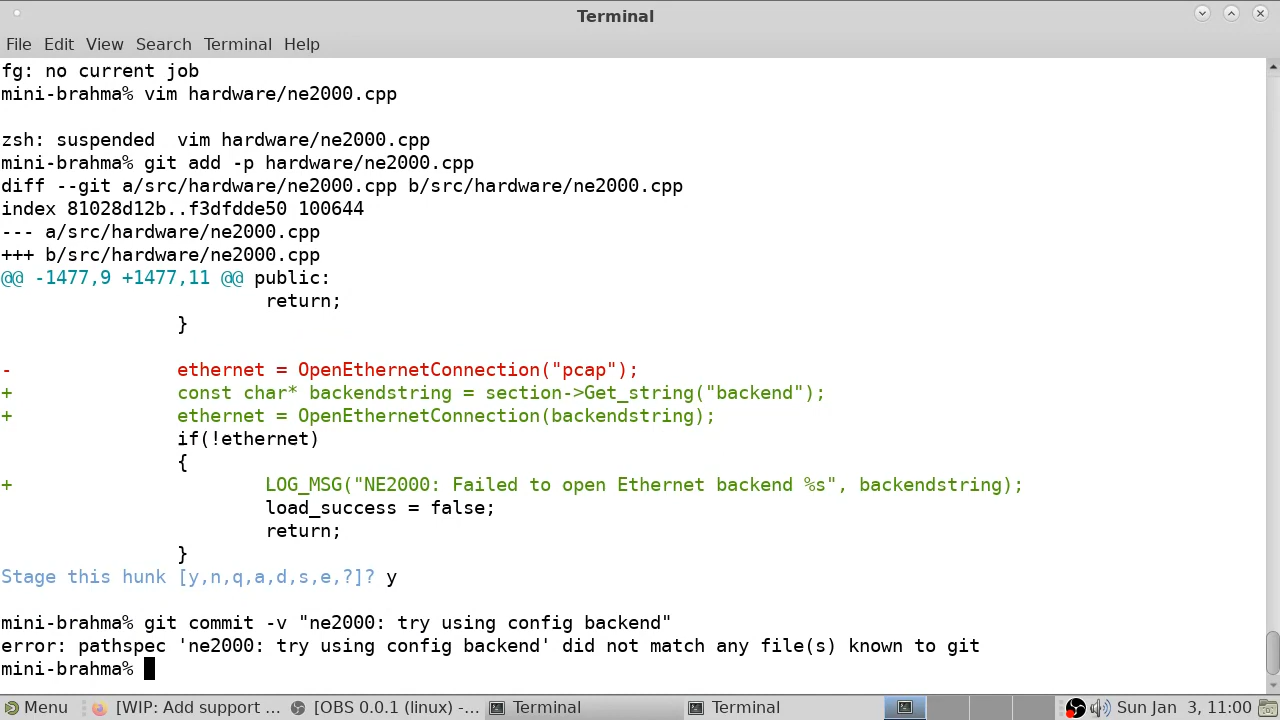 Terminal
File Edit View Search Terminal Help
fg: no current job
mini-brahma% vim hardware/ne2000.cpp
zsh: suspended  vim hardware/ne2000.cpp
mini-brahma% git add -p hardware/ne2000.cpp
diff --git a/src/hardware/ne2000.cpp b/src/hardware/ne2000.cpp
index 81028d12b..f3dfdde50 100644
--- a/src/hardware/ne2000.cpp
+++ b/src/hardware/ne2000.cpp
@@ -1477,9 +1477,11 @@ public:
                        return;
                }
-               ethernet = OpenEthernetConnection("pcap");
+               const char* backendstring = section->Get_string("backend");
+               ethernet = OpenEthernetConnection(backendstring);
                if(!ethernet)
                {
+                       LOG_MSG("NE2000: Failed to open Ethernet backend %s", backendstring);
                        load_success = false;
                        return;
                }
Stage this hunk [y,n,q,a,d,s,e,?]? y
mini-brahma% git commit -v "ne2000: try using config backend"
error: pathspec 'ne2000: try using config backend' did not match any file(s) known to git
mini-brahma%
Menu [WIP: Add support ... [OBS 0.0.1 (linux) -... Terminal Terminal Sun Jan 3, 11:00